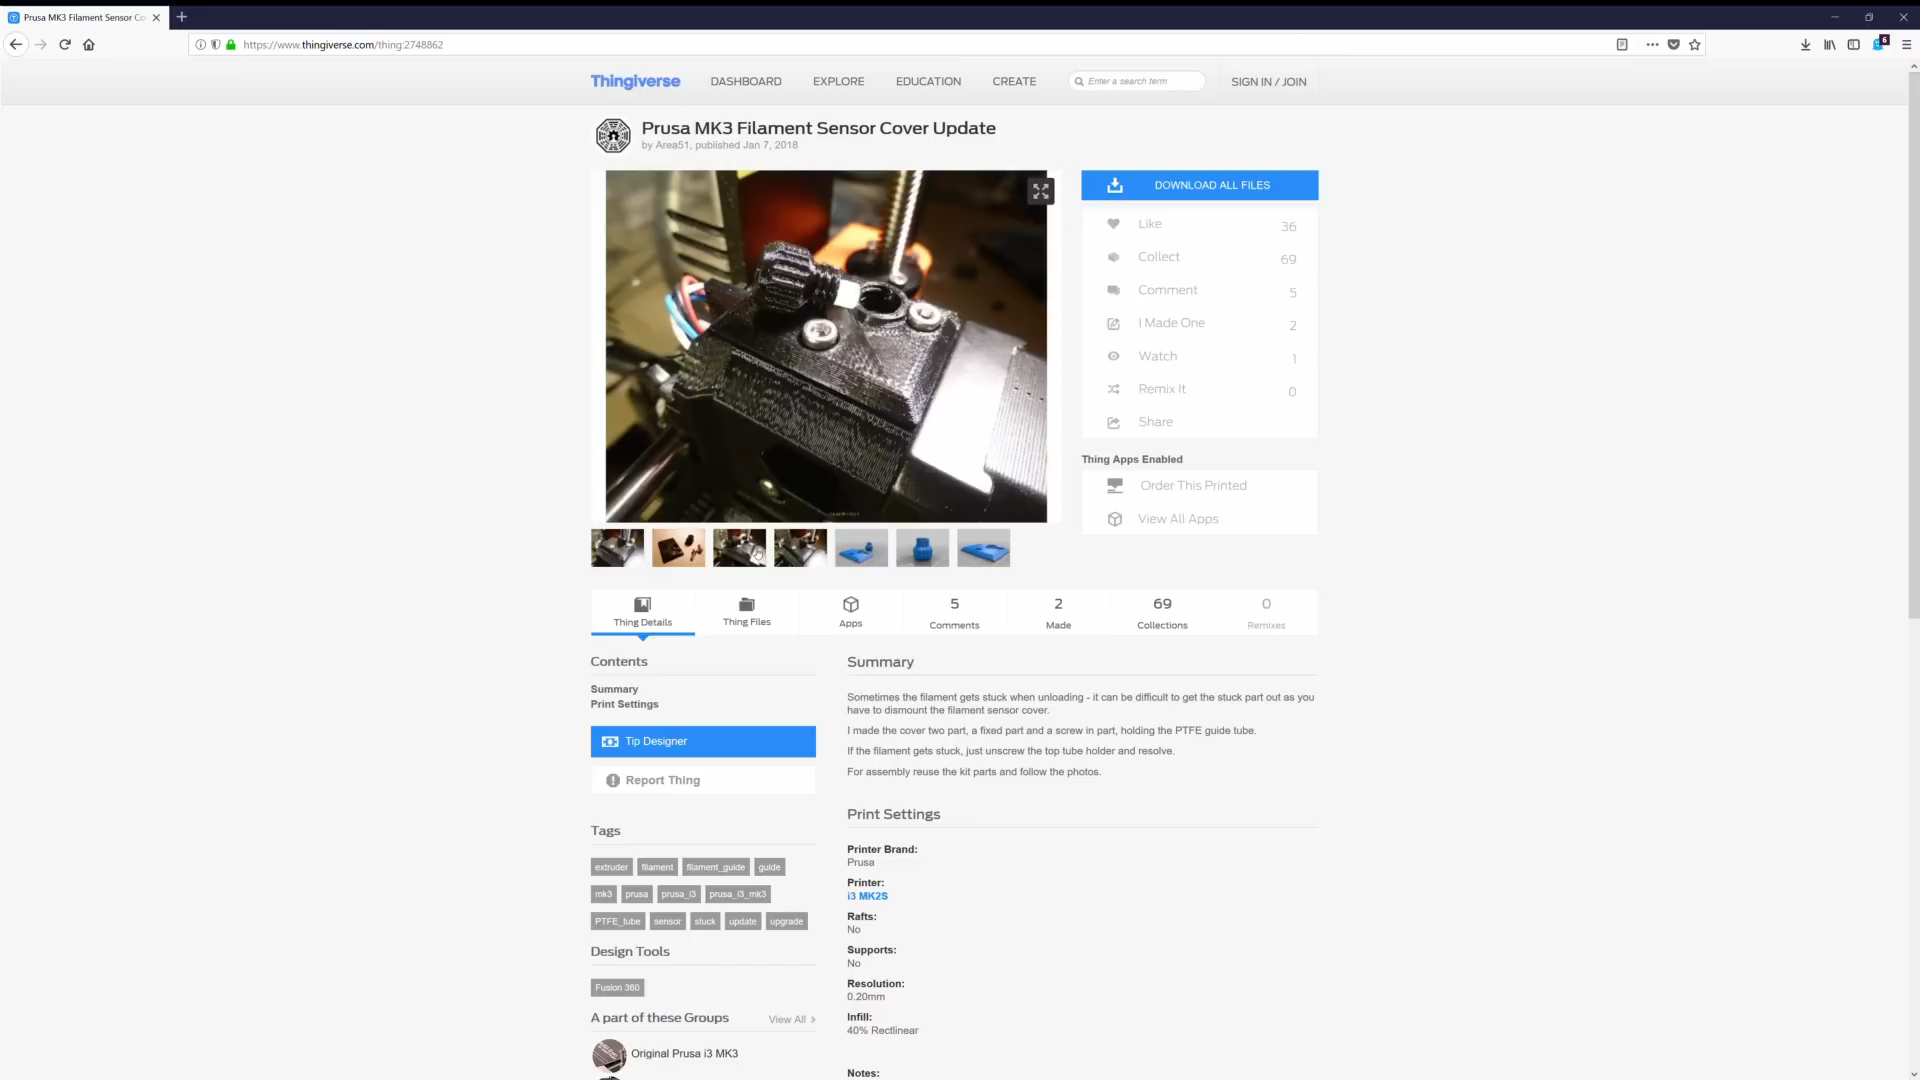 Prusa MK3 Filament Sensor Co
https://www.thingiverse.com/thing:2748862
6
Thingiverse
DASHBOARD
EXPLORE
EDUCATION
CREATE
Enter a search term
SIGN IN / JOIN
Prusa MK3 Filament Sensor Cover Update
by Area51, published Jan 7, 2018
DOWNLOAD ALL FILES
Like 36
Collect 69
Comment 5
I Made One 2
Watch 1
Remix It 0
Share
Thing Apps Enabled
Order This Printed
View All Apps
Thing Details
Thing Files
Apps
5
Comments
2
Made
69
Collections
0
Remixes
Contents
Summary
Print Settings
Tip Designer
Report Thing
Tags
extruder filament filament_guide guide
mk3 prusa prusa_i3 prusa_i3_mk3
PTFE_tube sensor stuck update upgrade
Design Tools
Fusion 360
A part of these Groups View All »
Original Prusa i3 MK3
Summary
Sometimes the filament gets stuck when unloading - it can be difficult to get the stuck part out as you
have to dismount the filament sensor cover.
I made the cover two part, a fixed part and a screw in part, holding the PTFE guide tube.
If the filament gets stuck, just unscrew the top tube holder and resolve.
For assembly reuse the kit parts and follow the photos.
Print Settings
Printer Brand:
Prusa
Printer:
i3 MK2S
Rafts:
No
Supports:
No
Resolution:
0.20mm
Infill:
40% Rectlinear
Notes: